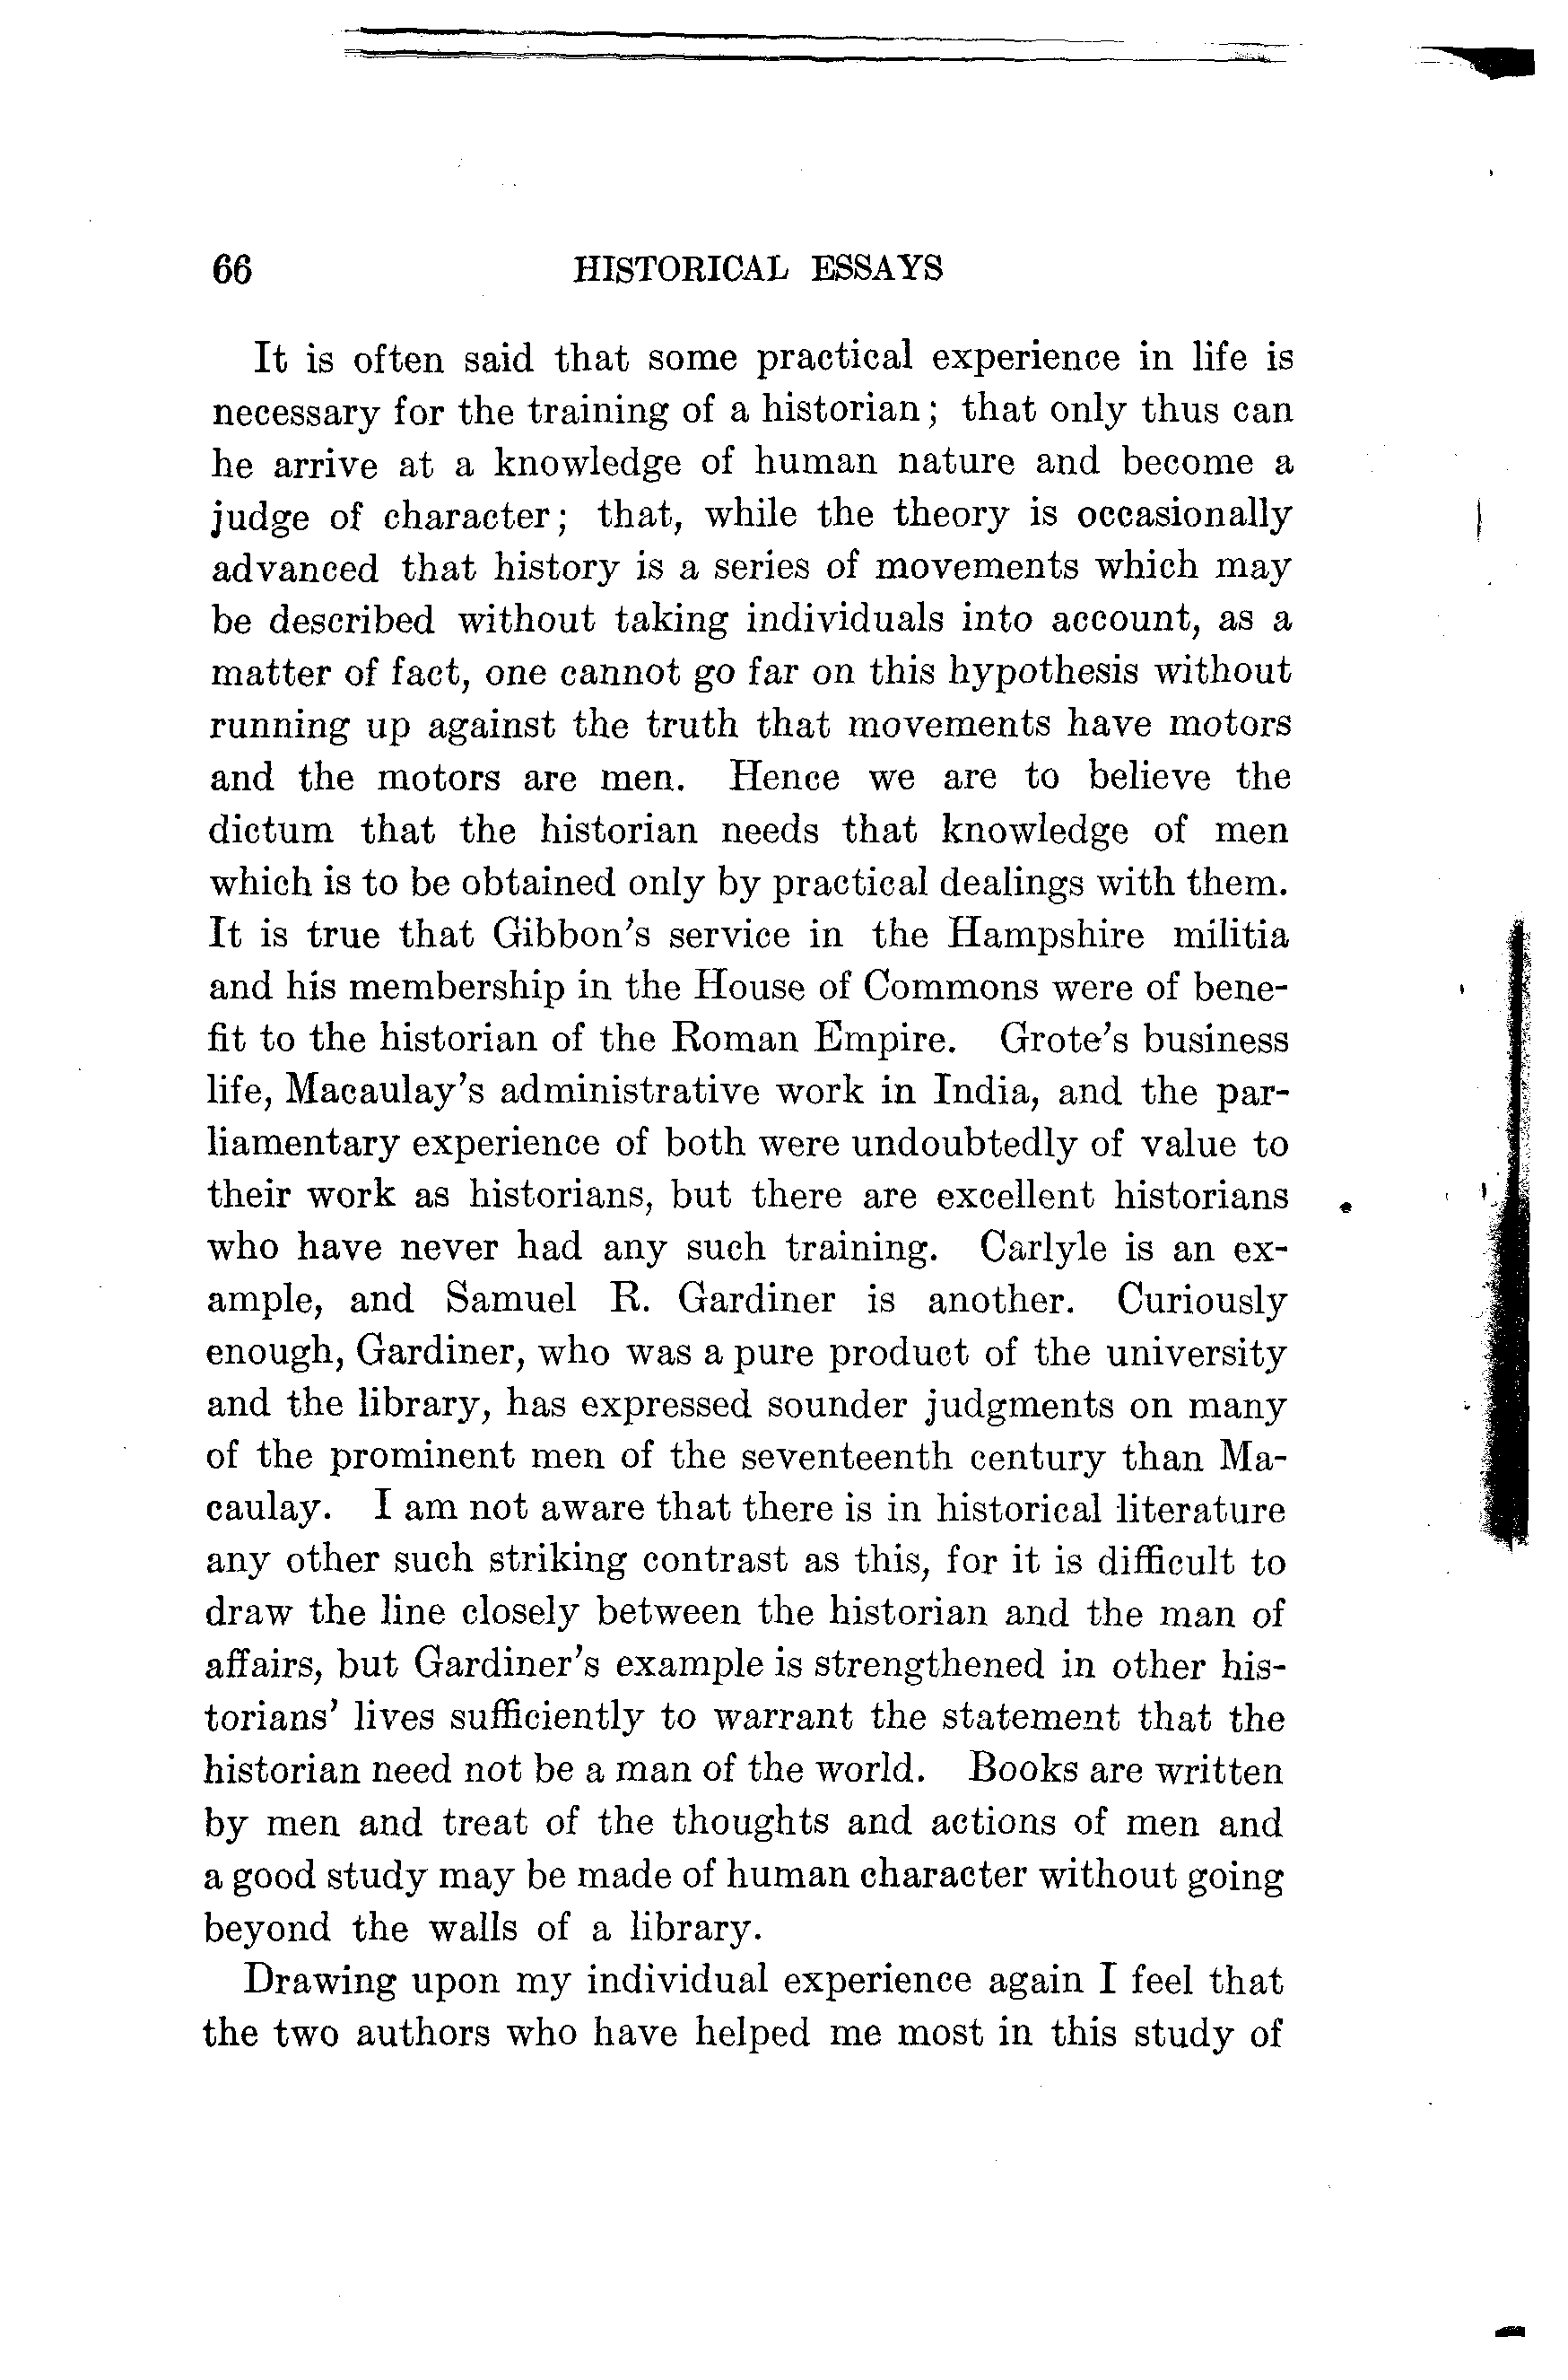 66 HISTORICAL ESSAYS
It is often said that some practical experience in life is
necessary for the training of a historian; that only thus can
he arrive at a knowledge of human nature and become a
judge of character; that, while the theory is occasionally
advanced that history is a series of movements which may
be described without taking individuals into account, as a
matter of fact, one cannot go far on this hypothesis without
running up against the truth that movements have motors
and the motors are men. Hence we are to believe the
dictum that the historian needs that knowledge of men
which is to be obtained only by practical dealings with them.
It is true that Gibbon's service in the Hampshire militia
and his membership in the House of Commons were of bene-
fit to the historian of the Roman Empire. Grote's business
life, Macaulay's administrative work in India, and the par-
liamentary experience of both were undoubtedly of value to
their work as historians, but there are excellent historians
who have never had any such training. Carlyle is an ex-
ample, and Samuel R. Gardiner is another. Curiously
enough, Gardiner, who was a pure product of the university
and the library, has expressed sounder judgments on many
of the prominent men of the seventeenth century than Ma-
caulay. I am not aware that there is in historical literature
any other such striking contrast as this, for it is difficult to
draw the line closely between the historian and the man of
affairs, but Gardiner's example is strengthened in other his-
torians' lives sufficiently to warrant the statement that the
historian need not be a man of the world. Books are written
by men and treat of the thoughts and actions of men and
a good study may be made of human character without going
beyond the walls of a library.
Drawing upon my individual experience again I feel that
the two authors who have helped me most in this study of